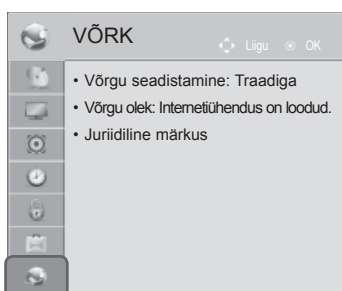 VÕRK
Liigu OK
• Võrgu seadistamine: Traadiga
• Võrgu olek: Internetiühendus on loodud.
• Juriidiline märkus